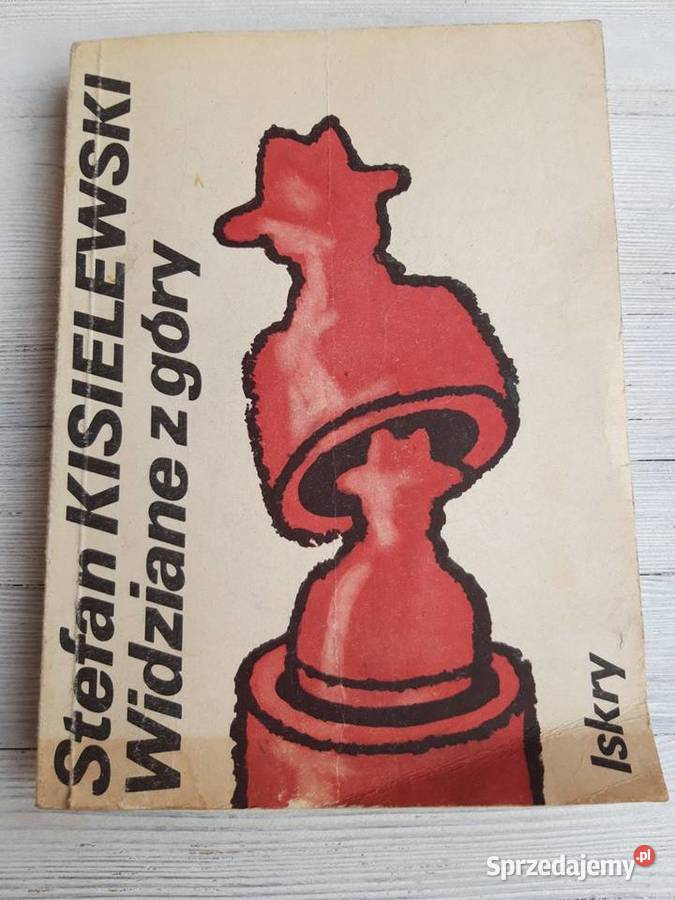 Stefan KISIELEWSKI
Widziane z góry
Iskry
Sprzedajemy.pl